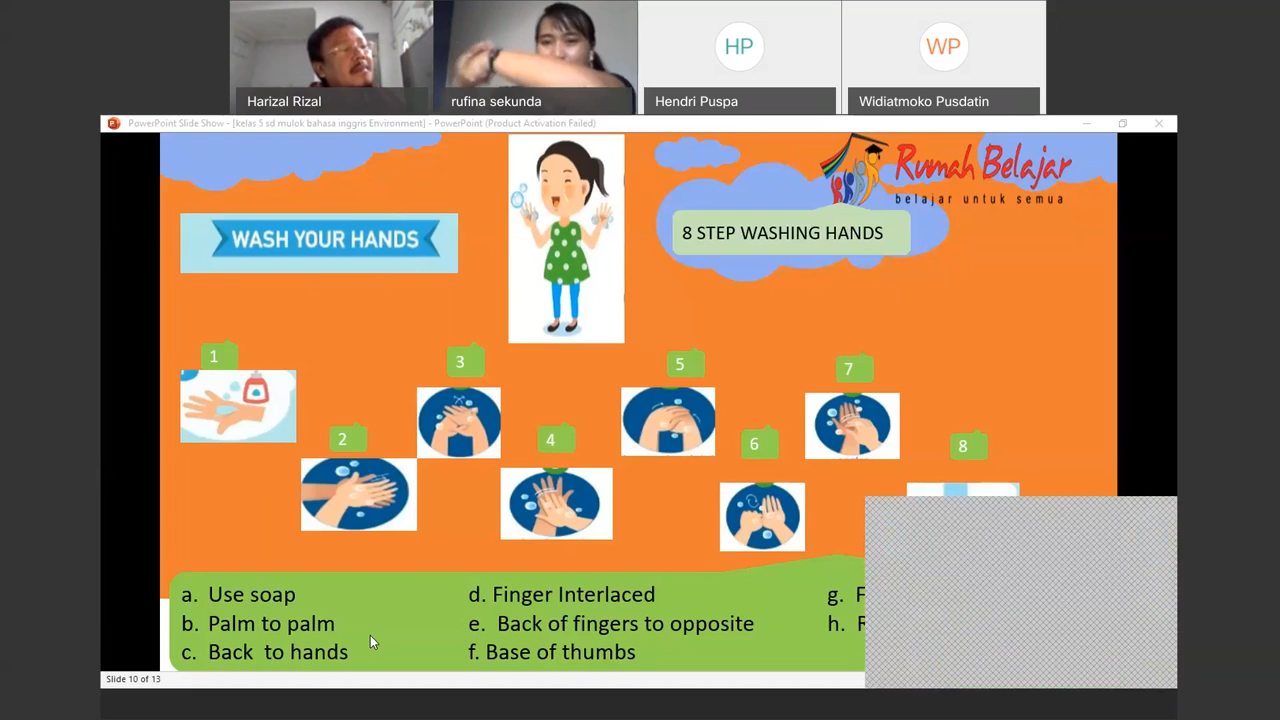 HP
WP
Harizal Rizal
rufina sekunda
Hendri Puspa
Widiatmoko Pusdatin
PowerPoint Slide Show - [kelas 5 sd mulok bahasa inggris Environment] - PowerPoint (Product Activation Failed)
Rumah Belajar
belajar untuk semua
WASH YOUR HANDS
8 STEP WASHING HANDS
1
2
3
4
5
6
7
8
a. Use soap
b. Palm to palm
c. Back to hands
d. Finger Interlaced
e. Back of fingers to opposite
f. Base of thumbs
g. F
h.
Slide 10 of 13